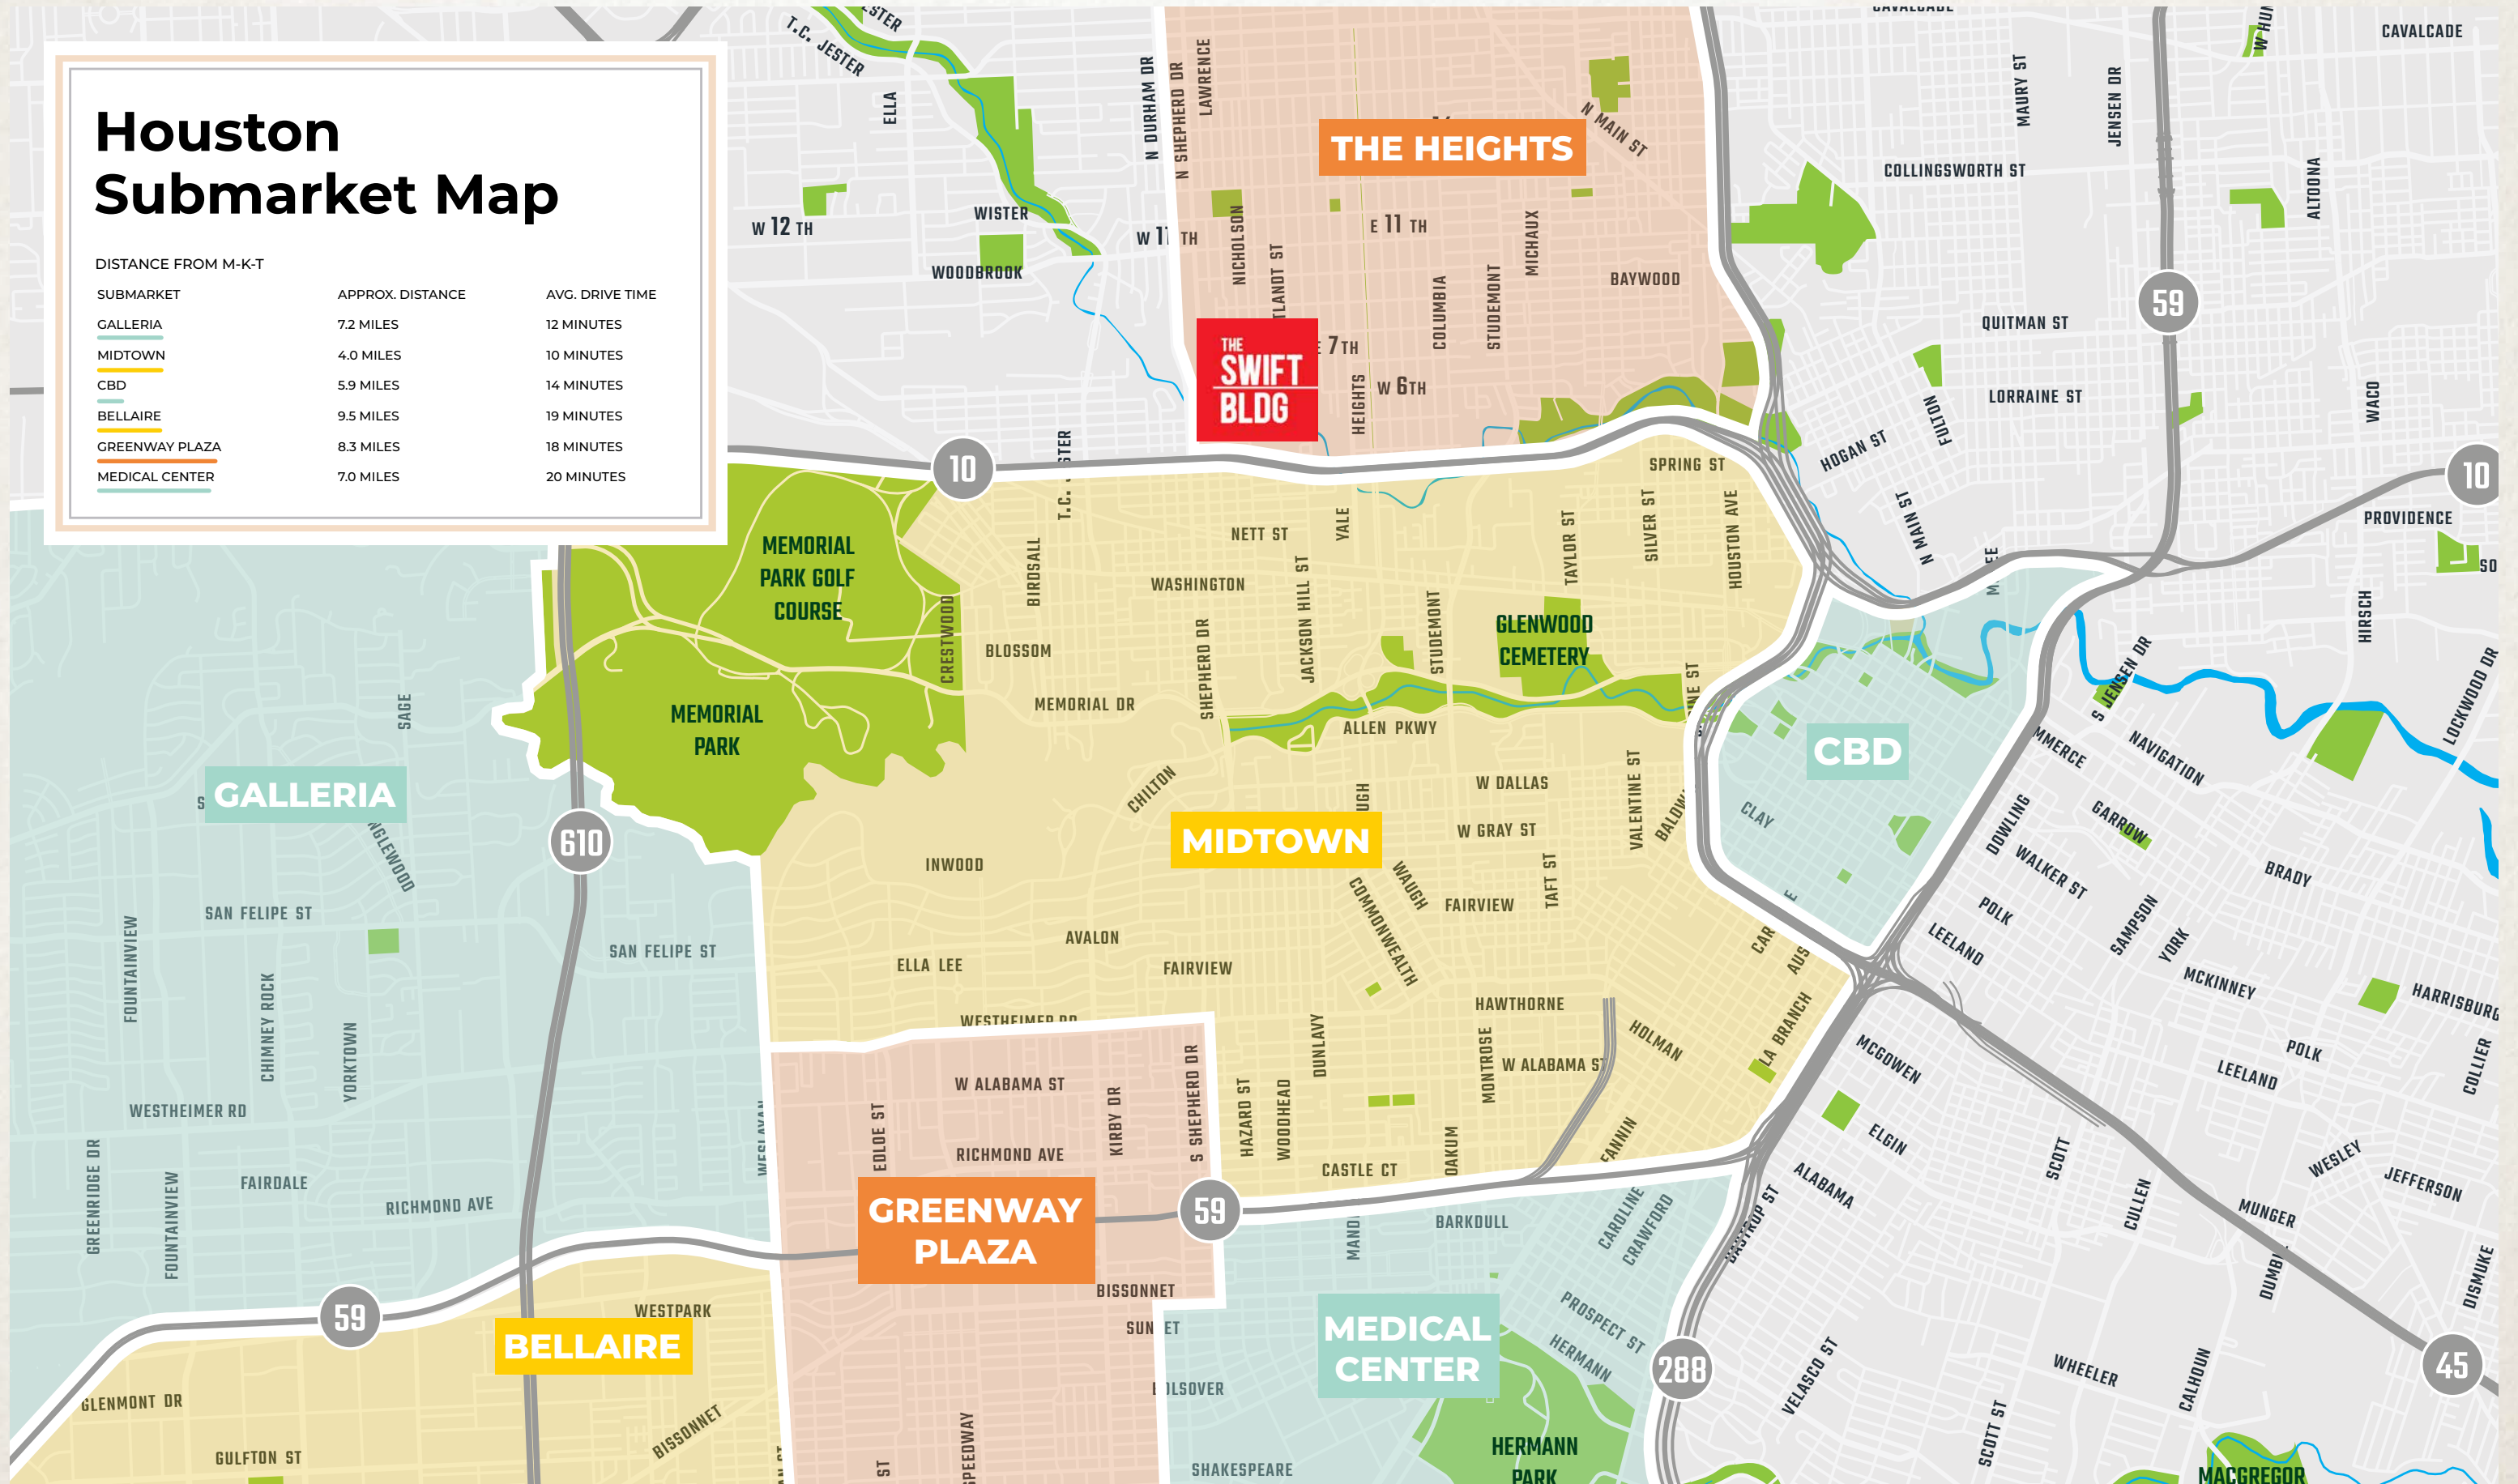 Houston
Submarket Map
DISTANCE FROM M-K-T
SUBMARKET APPROX. DISTANCE AVG. DRIVE TIME
GALLERIA 7.2 MILES 12 MINUTES
MIDTOWN 4.0 MILES 10 MINUTES
CBD 5.9 MILES 14 MINUTES
BELLAIRE 9.5 MILES 19 MINUTES
GREENWAY PLAZA 8.3 MILES 18 MINUTES
MEDICAL CENTER 7.0 MILES 20 MINUTES
T.C. JESTER
ELLA
N DURHAM DR
N SHEPHERD DR
LAWRENCE
THE HEIGHTS
N MAIN ST
W 12 TH
WISTER
WOODBROOK
W 11 TH
NICHOLSON
E 11 TH
MICHAUX
COLUMBIA
STUDEMONT
BAYWOOD
THE
SWIFT
BLDG
E 7 TH
W 6TH
HEIGHTS
CAVALCADE
CAVALCADE
MAURY ST
JENSEN DR
COLLINGSWORTH ST
ALTOONA
59
QUITMAN ST
LORRAINE ST
WACO
FULTON
HOGAN ST
N MAIN ST
10
PROVIDENCE
HIRSCH
LOCKWOOD DR
10
SPRING ST
NETT ST
YALE
TAYLOR ST
SILVER ST
HOUSTON AVE
MEMORIAL
PARK GOLF
COURSE
BIRDSALL
WASHINGTON
JACKSON HILL ST
CRESTWOOD
BLOSSOM
STUDEMONT
GLENWOOD
CEMETERY
SHEPHERD DR
MEMORIAL DR
MEMORIAL
PARK
ALLEN PKWY
SAGE
GALLERIA
610
CHILTON
W DALLAS
VALENTINE ST
MIDTOWN
W GRAY ST
INWOOD
WAUGH
COMMONWEALTH
TAFT ST
FAIRVIEW
CBD
CLAY
S JENSEN DR
NAVIGATION
GARROW
DOWLING
WALKER ST
BRADY
POLK
LEELAND
SAMPSON
YORK
MCKINNEY
HARRISBURG
SAN FELIPE ST
SAN FELIPE ST
FOUNTAINVIEW
CHIMNEY ROCK
YORKTOWN
AVALON
ELLA LEE
FAIRVIEW
WESTHEIMER RD
HAWTHORNE
HOLMAN
LA BRANCH
DUNLAVY
MONTROSE
W ALABAMA ST
W ALABAMA ST
KIRBY DR
S SHEPHERD DR
HAZARD ST
WOODHEAD
EDLOE ST
RICHMOND AVE
CASTLE CT
MCGOWEN
POLK
LEELAND
COLLIER
ELGIN
ALABAMA
SCOTT
CULLEN
WESLEY
JEFFERSON
MUNGER
DISMUKE
WESTHEIMER RD
GREENRIDGE DR
FOUNTAINVIEW
FAIRDALE
RICHMOND AVE
GREENWAY
PLAZA
59
BARKDULL
CAROLINE
CRAWFORD
59
WESTPARK
BELLAIRE
BISSONNET
MEDICAL
CENTER
PROSPECT ST
HERMANN
288
45
VELASCO ST
WHEELER
CALHOUN
SCOTT ST
GLENMONT DR
GULFTON ST
BISSONNET
SHAKESPEARE
HERMANN
PARK
MACGREGOR